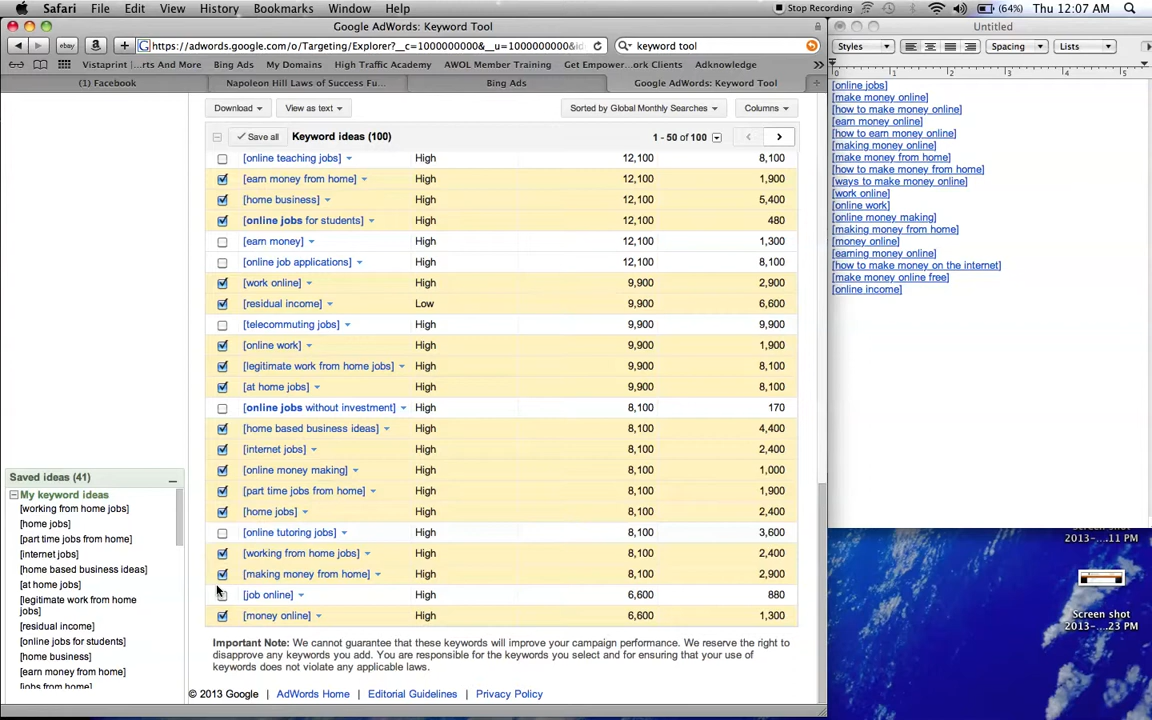 Safari File Edit View History Bookmarks Window Help Stop Recording (64%) Thu 12:07 AM
Google AdWords: Keyword Tool
Untitled
ebay a + https://adwords.google.com/o/Targeting/Explorer?__c=1000000000&__u=1000000000&id keyword tool
Styles Spacing Lists
Vistaprint |...rts And More Bing Ads My Domains High Traffic Academy AWOL Member Training Get Empower...ork Clients Adknowledge
0 1 2 3 4 5
(1) Facebook Napoleon Hill Laws of Success Fu... Bing Ads Google AdWords: Keyword Tool
Download View as text Sorted by Global Monthly Searches Columns
Save all Keyword ideas (100) 1 - 50 of 100
[online teaching jobs] High 12,100 8,100
[earn money from home] High 12,100 1,900
[home business] High 12,100 5,400
[online jobs for students] High 12,100 480
[earn money] High 12,100 1,300
[online job applications] High 12,100 8,100
[work online] High 9,900 2,900
[residual income] Low 9,900 6,600
[telecommuting jobs] High 9,900 9,900
[online work] High 9,900 1,900
[legitimate work from home jobs] High 9,900 8,100
[at home jobs] High 9,900 8,100
[online jobs without investment] High 8,100 170
[home based business ideas] High 8,100 4,400
[internet jobs] High 8,100 2,400
[online money making] High 8,100 1,000
[part time jobs from home] High 8,100 1,900
[home jobs] High 8,100 2,400
[online tutoring jobs] High 8,100 3,600
[working from home jobs] High 8,100 2,400
[making money from home] High 8,100 2,900
[job online] High 6,600 880
[money online] High 6,600 1,300
Important Note: We cannot guarantee that these keywords will improve your campaign performance. We reserve the right to
disapprove any keywords you add. You are responsible for the keywords you select and for ensuring that your use of
keywords does not violate any applicable laws.
© 2013 Google | AdWords Home | Editorial Guidelines | Privacy Policy
Saved ideas (41)
My keyword ideas
[working from home jobs]
[home jobs]
[part time jobs from home]
[internet jobs]
[home based business ideas]
[at home jobs]
[legitimate work from home
jobs]
[residual income]
[online jobs for students]
[home business]
[earn money from home]
[jobs from home]
[online jobs]
[make money online]
[how to make money online]
[earn money online]
[how to earn money online]
[making money online]
[make money from home]
[how to make money from home]
[ways to make money online]
[work online]
[online work]
[online money making]
[making money from home]
[money online]
[earning money online]
[how to make money on the internet]
[make money online free]
[online income]
Screen shot
2013-....11 PM
Screen shot
2013-....23 PM